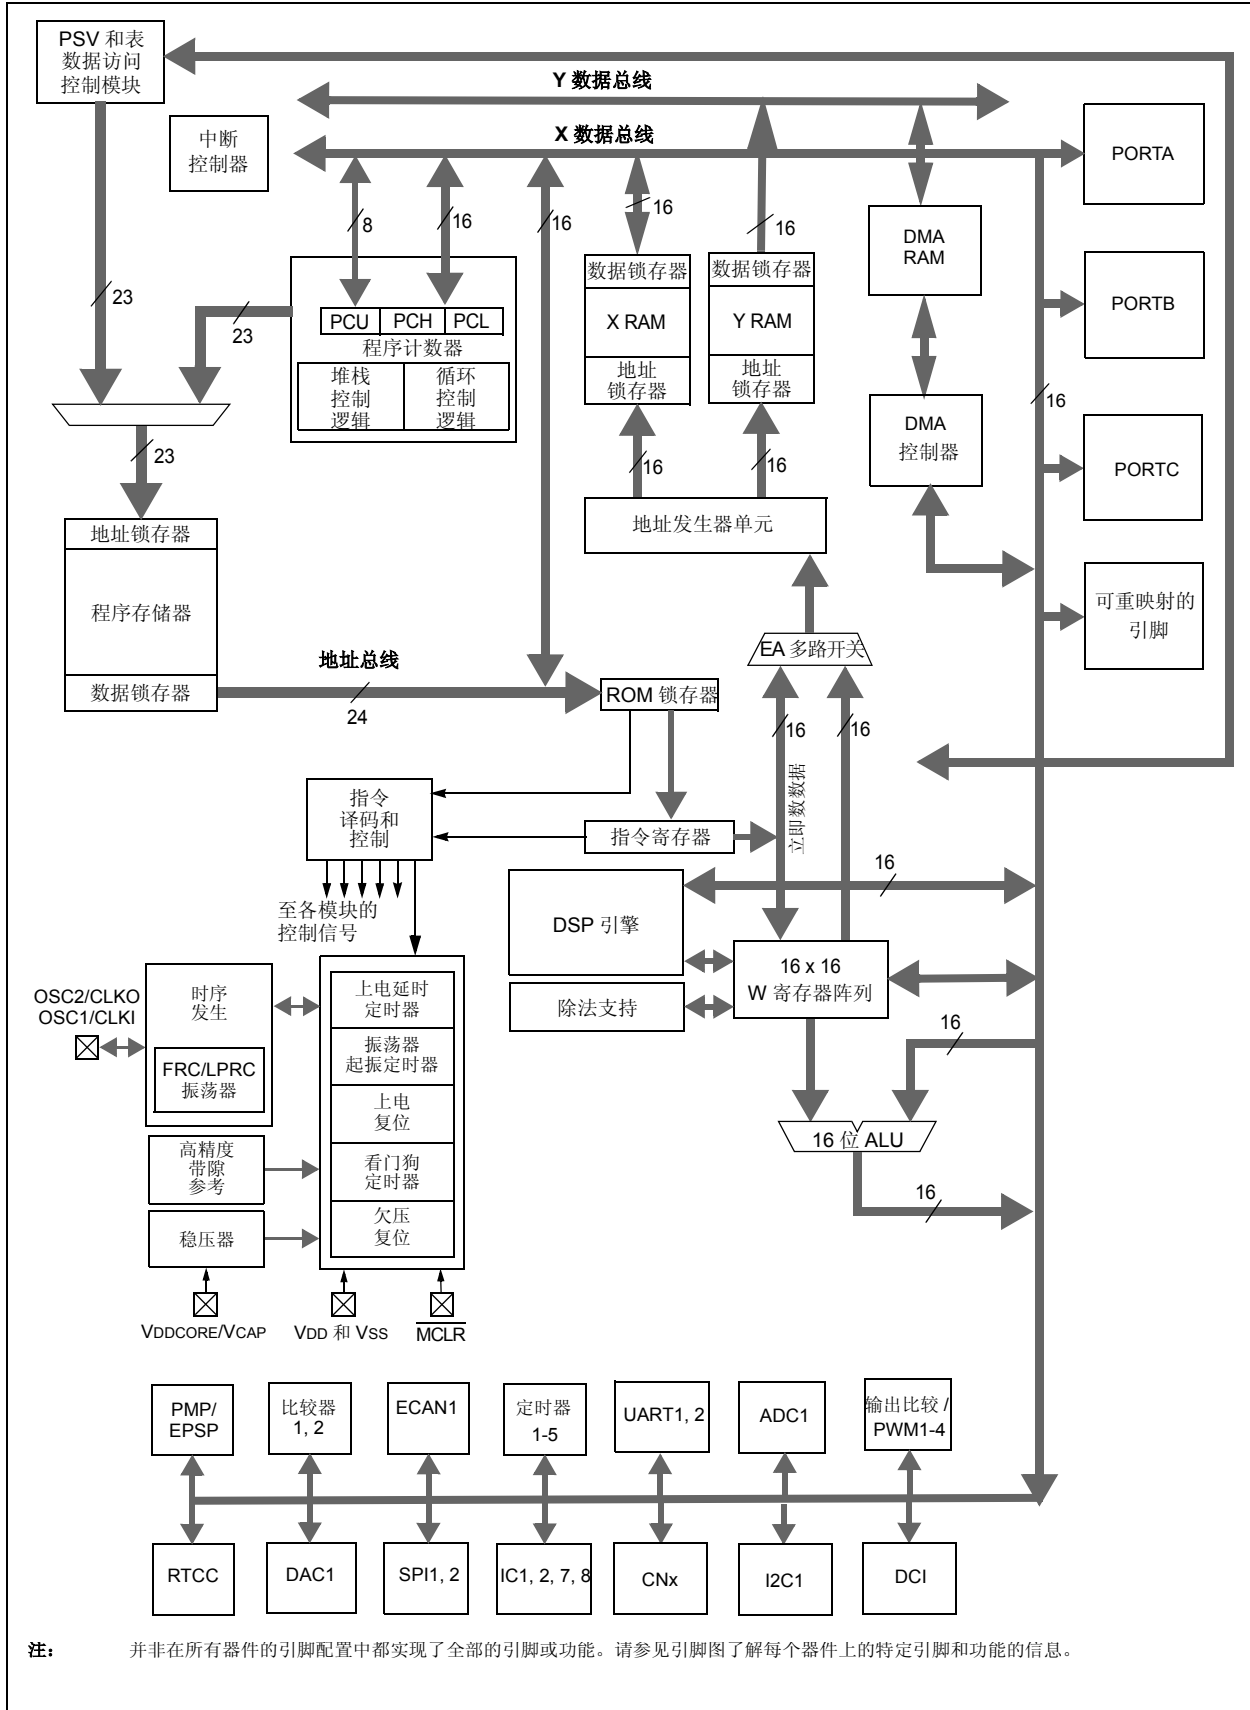 PSV 和表
数据访问
控制模块
Y 数据总线
X 数据总线
中断
控制器
PORTA
8
16
16
16
16
DMA
RAM
数据锁存器
数据锁存器
23
23
PORTB
PCU
PCH
PCL
X RAM
Y RAM
程序计数器
堆栈
控制
逻辑
循环
控制
逻辑
地址
锁存器
地址
锁存器
16
DMA
控制器
23
16
16
PORTC
地址发生器单元
地址锁存器
程序存储器
数据锁存器
可重映射的
引脚
EA 多路开关
地址总线
24
ROM 锁存器
16
16
立即数数据
指令
译码和
控制
指令寄存器
至各模块的
控制信号
16
DSP 引擎
16 x 16
W 寄存器阵列
除法支持
OSC2/CLKO
OSC1/CLKI
时序
发生
FRC/LPRC
振荡器
上电延时
定时器
振荡器
起振定时器
上电
复位
看门狗
定时器
欠压
复位
16
16 位 ALU
16
高精度
带隙
参考
稳压器
VDDCORE/VCAP
VDD 和 VSS
MCLR
PMP/
EPSP
比较器
1, 2
ECAN1
定时器
1-5
UART1, 2
ADC1
输出比较 /
PWM1-4
RTCC
DAC1
SPI1, 2
IC1, 2, 7, 8
CNx
I2C1
DCI
注: 并非在所有器件的引脚配置中都实现了全部的引脚或功能。请参见引脚图了解每个器件上的特定引脚和功能的信息。